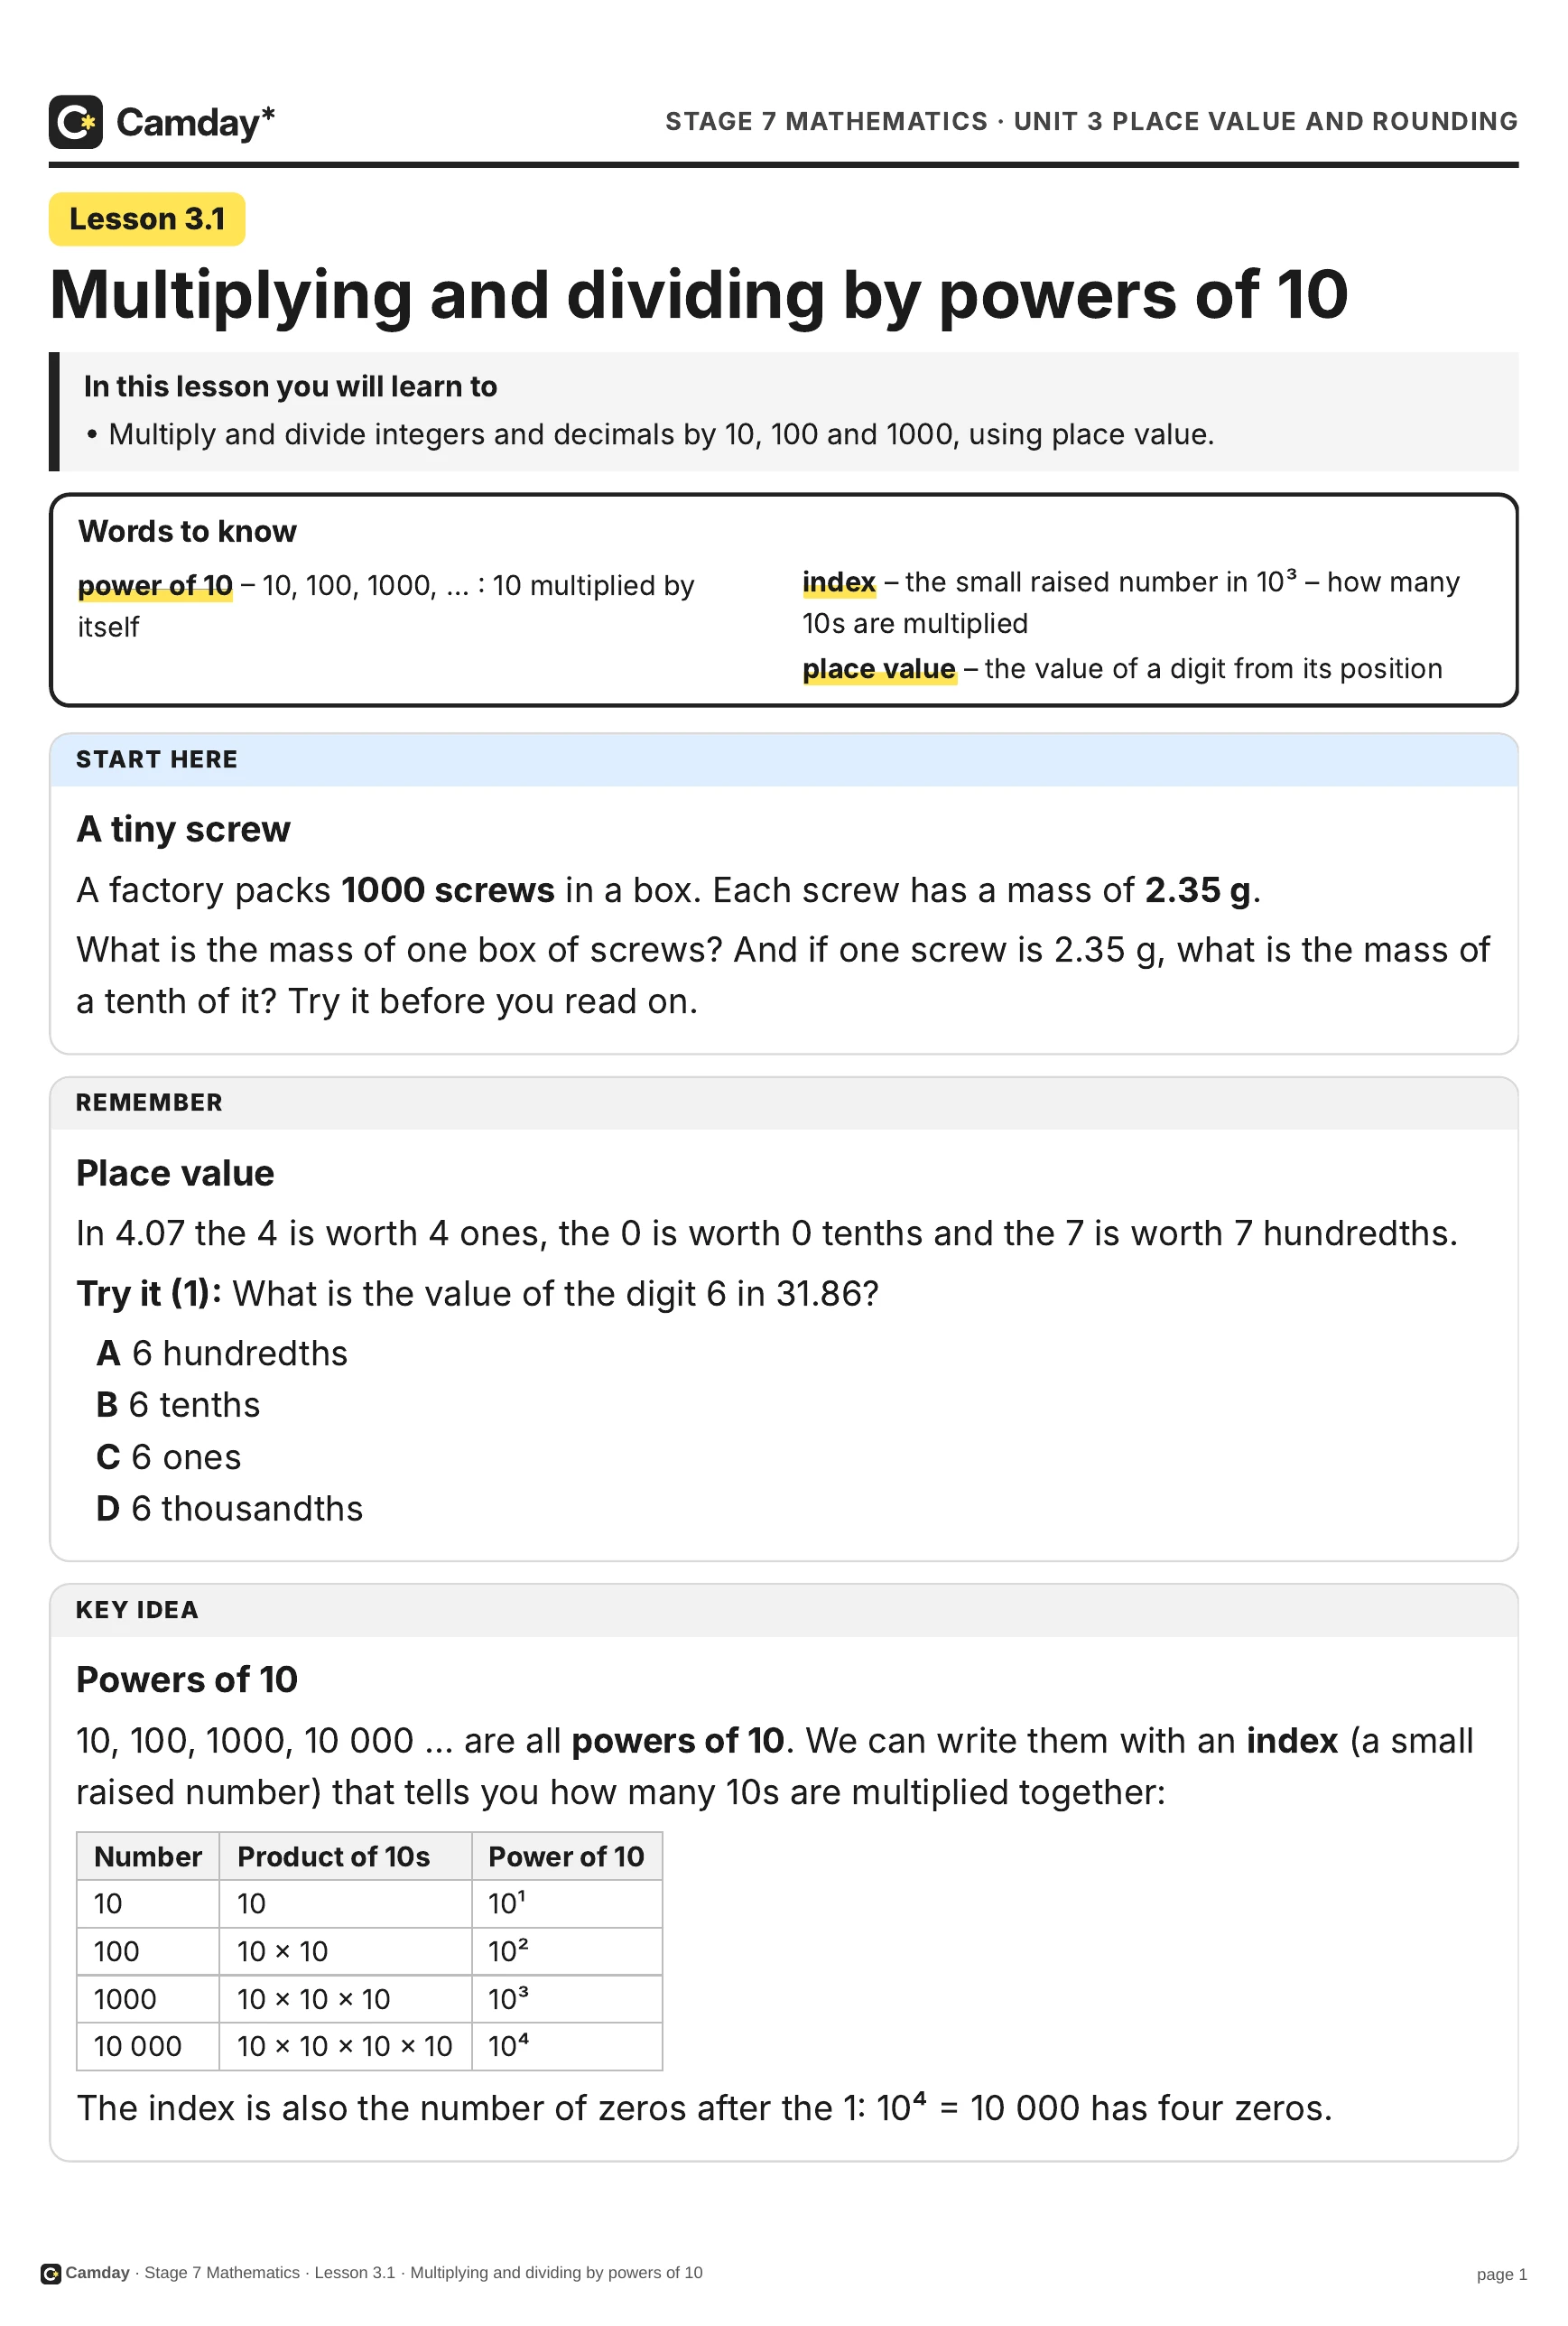 Camday*
STAGE 7 MATHEMATICS · UNIT 3 PLACE VALUE AND ROUNDING
Lesson 3.1
Multiplying and dividing by powers of 10
In this lesson you will learn to
• Multiply and divide integers and decimals by 10, 100 and 1000, using place value.
Words to know
power of 10 – 10, 100, 1000, … : 10 multiplied by
itself
index – the small raised number in 10³ – how many
10s are multiplied
place value – the value of a digit from its position
START HERE
A tiny screw
A factory packs 1000 screws in a box. Each screw has a mass of 2.35 g.
What is the mass of one box of screws? And if one screw is 2.35 g, what is the mass of
a tenth of it? Try it before you read on.
REMEMBER
Place value
In 4.07 the 4 is worth 4 ones, the 0 is worth 0 tenths and the 7 is worth 7 hundredths.
Try it (1): What is the value of the digit 6 in 31.86?
A 6 hundredths
B 6 tenths
C 6 ones
D 6 thousandths
KEY IDEA
Powers of 10
10, 100, 1000, 10 000 … are all powers of 10. We can write them with an index (a small
raised number) that tells you how many 10s are multiplied together:
Number Product of 10s Power of 10
10 10 10¹
100 10 × 10 10²
1000 10 × 10 × 10 10³
10 000 10 × 10 × 10 × 10 10⁴
The index is also the number of zeros after the 1: 10⁴ = 10 000 has four zeros.
Camday · Stage 7 Mathematics · Lesson 3.1 · Multiplying and dividing by powers of 10
page 1